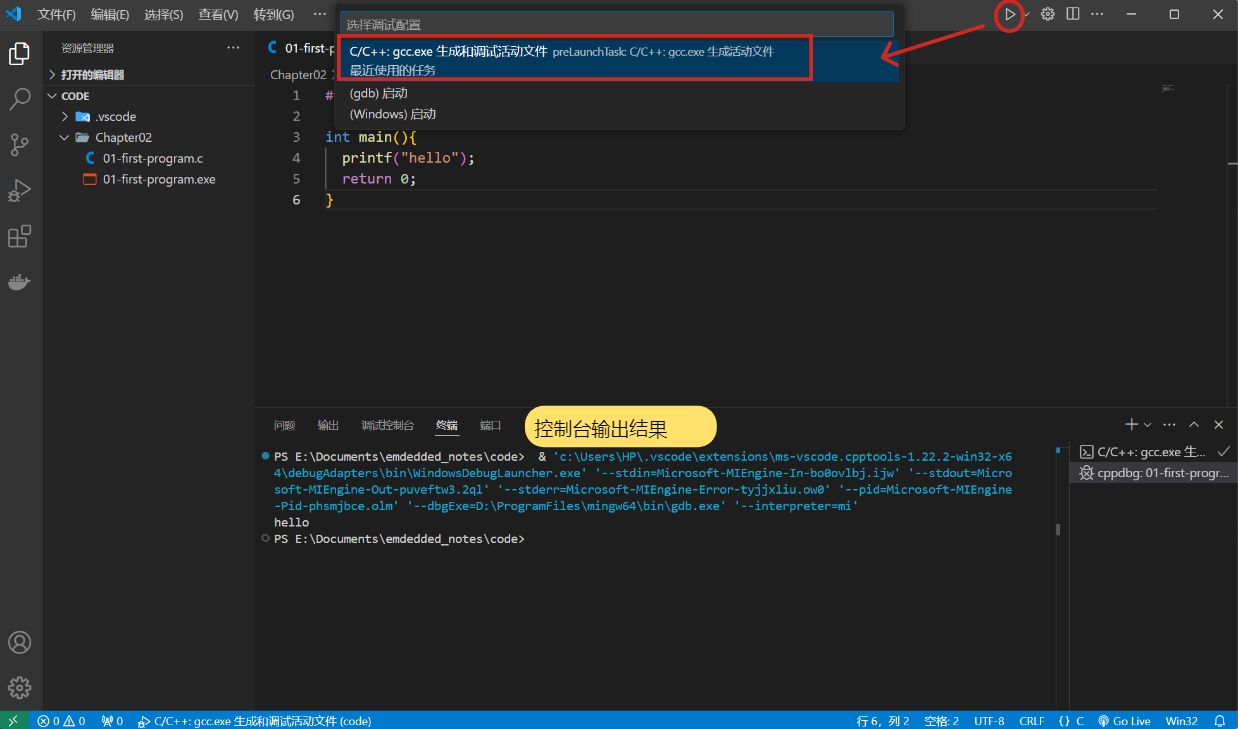 文件(F) 编辑(E) 选择(S) 查看(V) 转到(G) ···
选择调试配置
C/C++: gcc.exe 生成和调试活动文件 preLaunchTask: C/C++: gcc.exe 生成活动文件
最近使用的任务
(gdb) 启动
(Windows) 启动
资源管理器 ···
打开的编辑器
CODE
.vscode
Chapter02
01-first-program.c
01-first-program.exe
01-first-p
Chapter02
1 #
2
3 int main(){
4 printf("hello");
5 return 0;
6 }
问题 输出 调试控制台 终端 端口
控制台输出结果
PS E:\Documents\emdedded_notes\code> & 'c:\Users\HP\.vscode\extensions\ms-vscode.cpptools-1.22.2-win32-x6
4\debugAdapters\bin\WindowsDebugLauncher.exe' '--stdin=Microsoft-MIEngine-In-bo0ovlbj.ijw' '--stdout=Micro
soft-MIEngine-Out-puveftw3.2ql' '--stderr=Microsoft-MIEngine-Error-tyjjxliu.ow0' '--pid=Microsoft-MIEngine
-Pid-phsmjbce.olm' '--dbgExe=D:\ProgramFiles\mingw64\bin\gdb.exe' '--interpreter=mi'
hello
PS E:\Documents\emdedded_notes\code>
C/C++: gcc.exe 生...
cppdbg: 01-first-progr...
0 0 0 C/C++: gcc.exe 生成和调试活动文件 (code) 行 6，列 2 空格: 2 UTF-8 CRLF {} C Go Live Win32